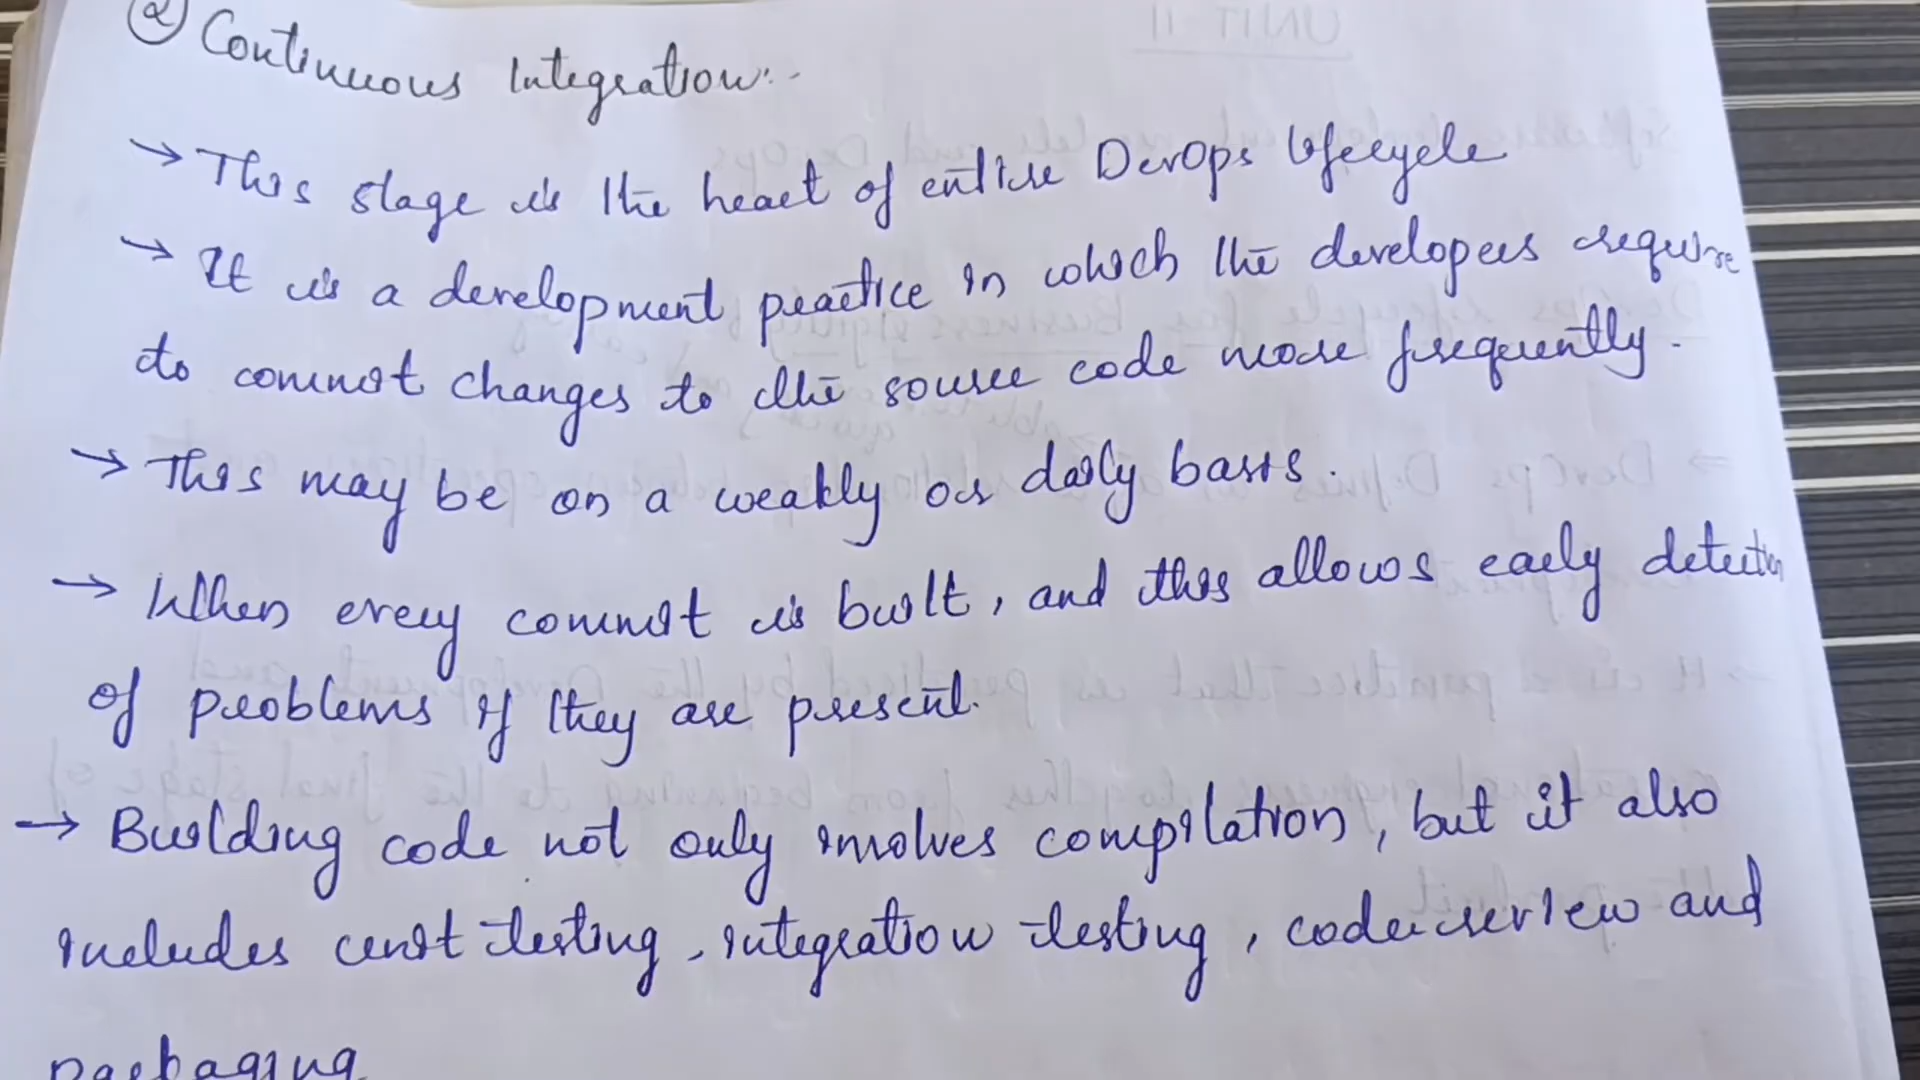 ② Continuous Integration:-
→ This stage is the heart of entire DevOps lifecycle
→ It is a development practice in which the developers require
to commit changes to the source code more frequently.
→ This may be on a weakly or daily basis.
→ When every commit is built, and this allows early detection
of problems if they are present.
→ Building code not only involves compilation, but it also
includes unit testing, integration testing, code review and
packaging